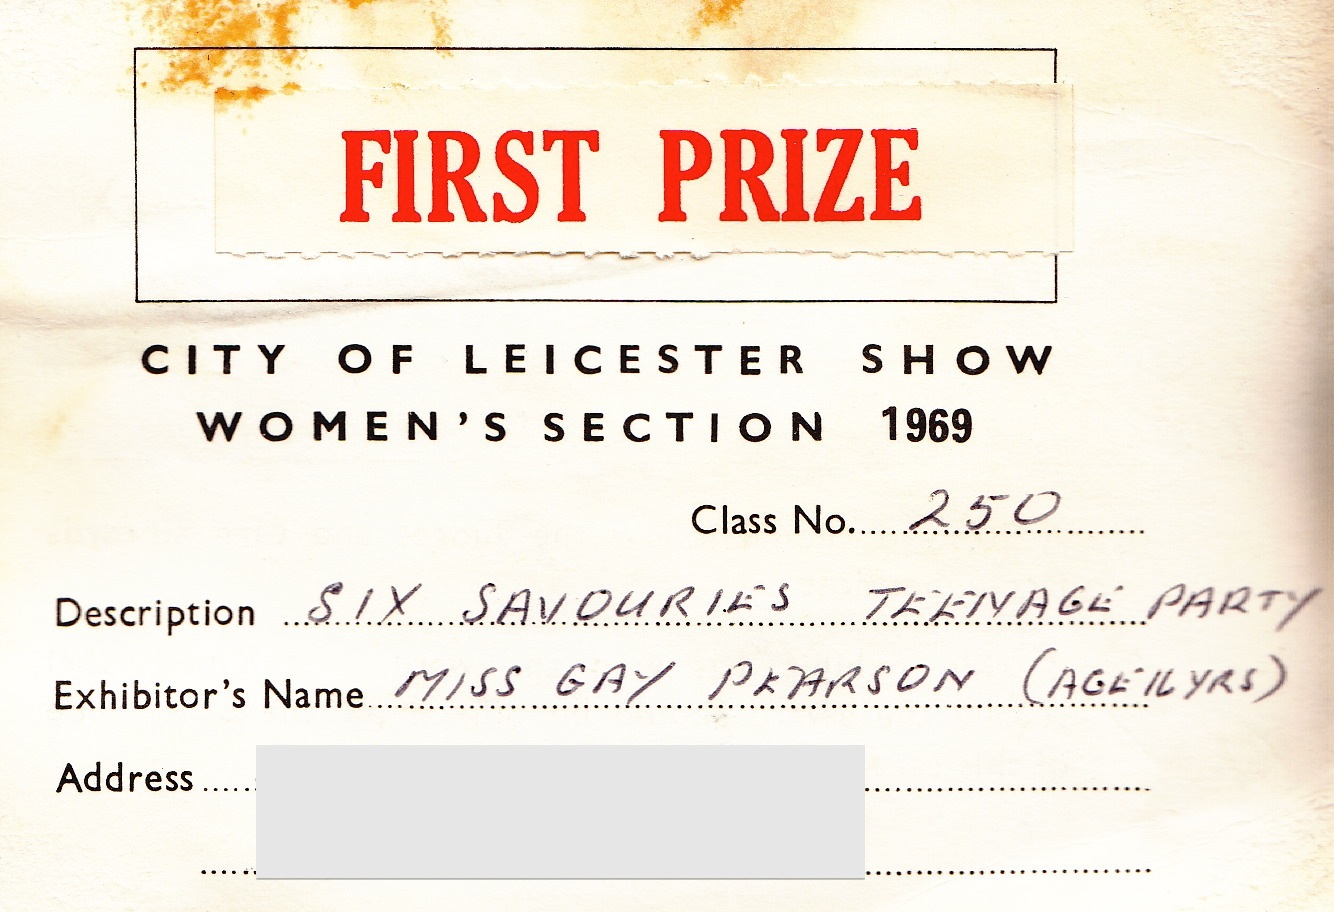 FIRST PRIZE
CITY OF LEICESTER SHOW
WOMEN'S SECTION 1969
Class No. 250
Description SIX SAVOURIES TEENAGE PARTY
Exhibitor's Name MISS GAY PEARSON (AGE 11 YRS)
Address